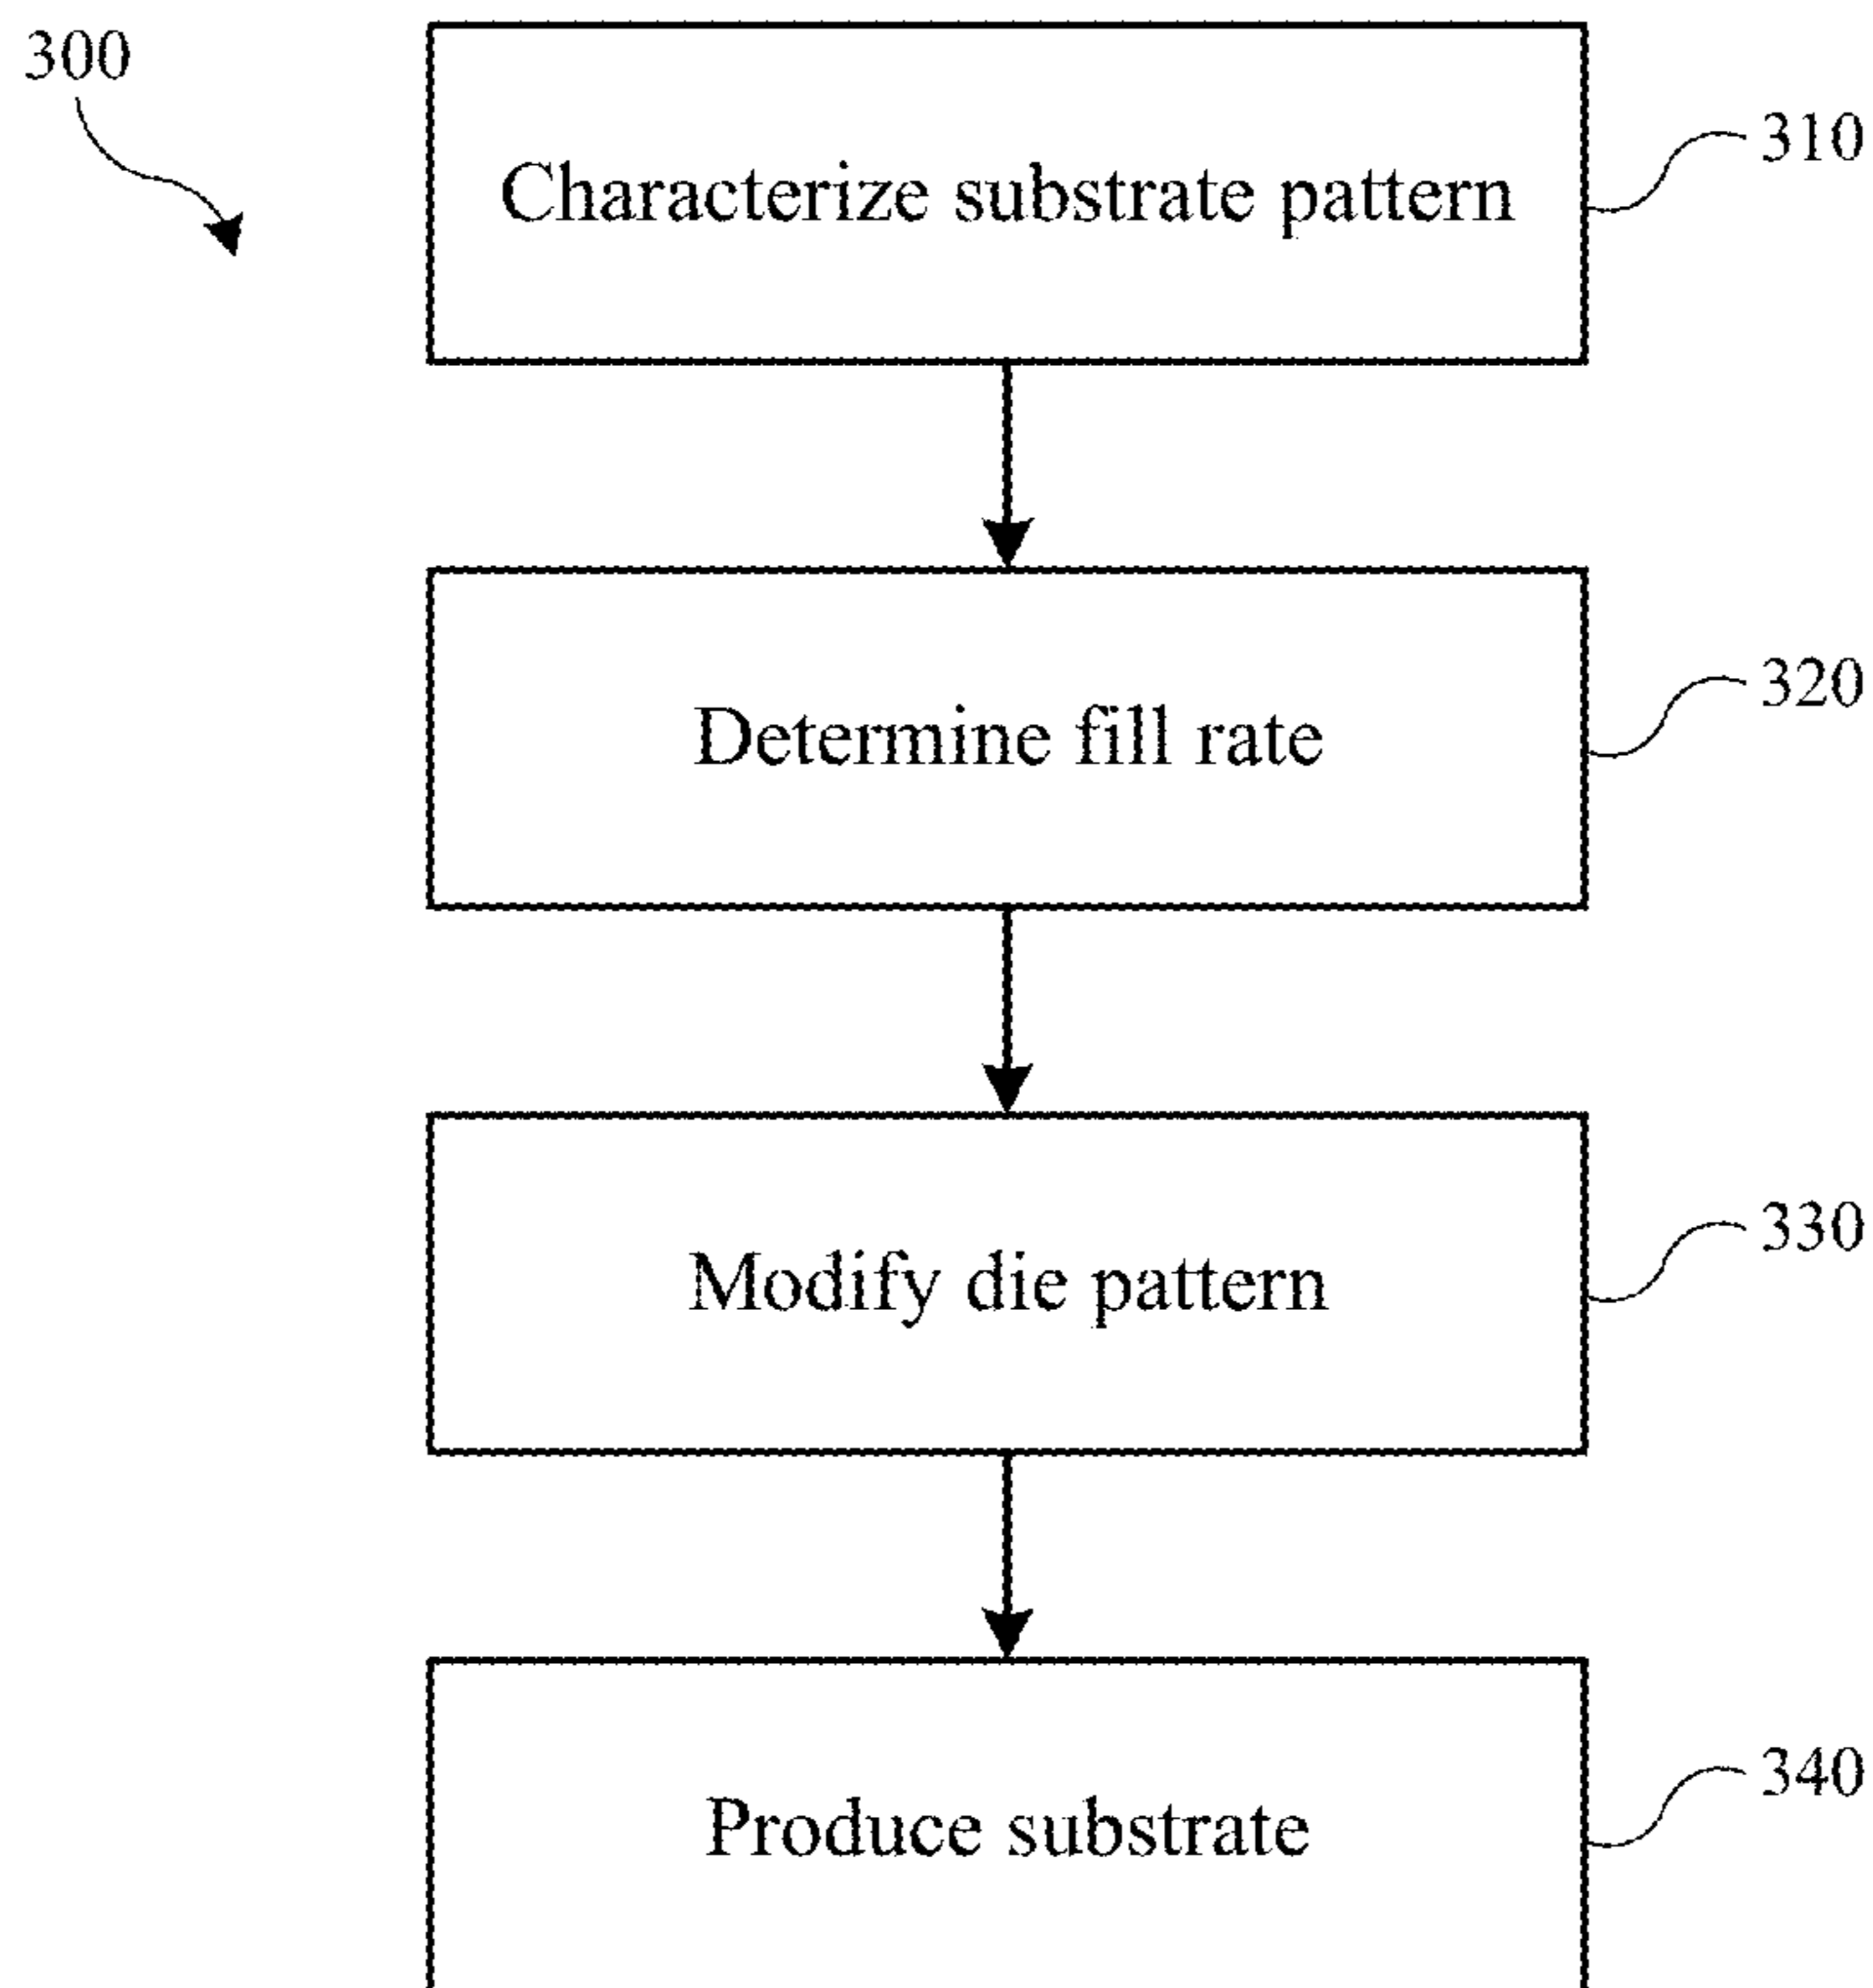 300
310
Characterize substrate pattern
320
Determine fill rate
330
Modify die pattern
340
Produce substrate